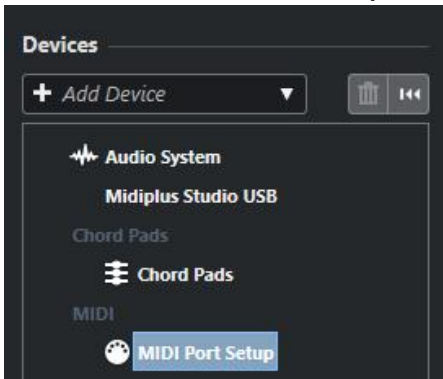 Devices
+ Add Device
Audio System
Midiplus Studio USB
Chord Pads
Chord Pads
MIDI
MIDI Port Setup